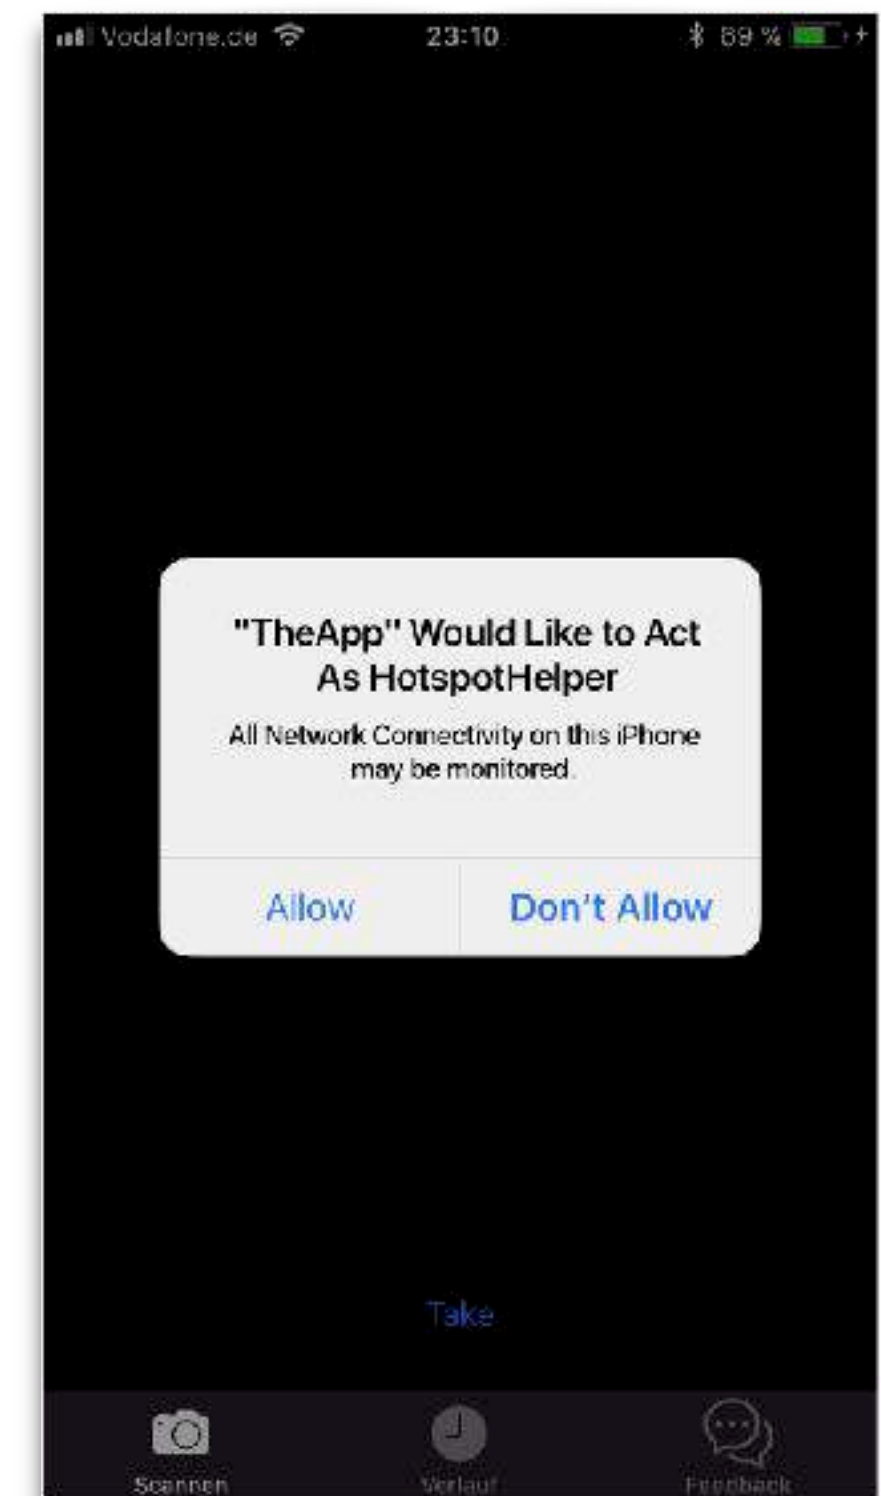 Vodafone.de 23:10 69 %
"TheApp" Would Like to Act
As HotspotHelper
All Network Connectivity on this iPhone
may be monitored.
Allow Don't Allow
Take
Scannen Verlauf Feedback